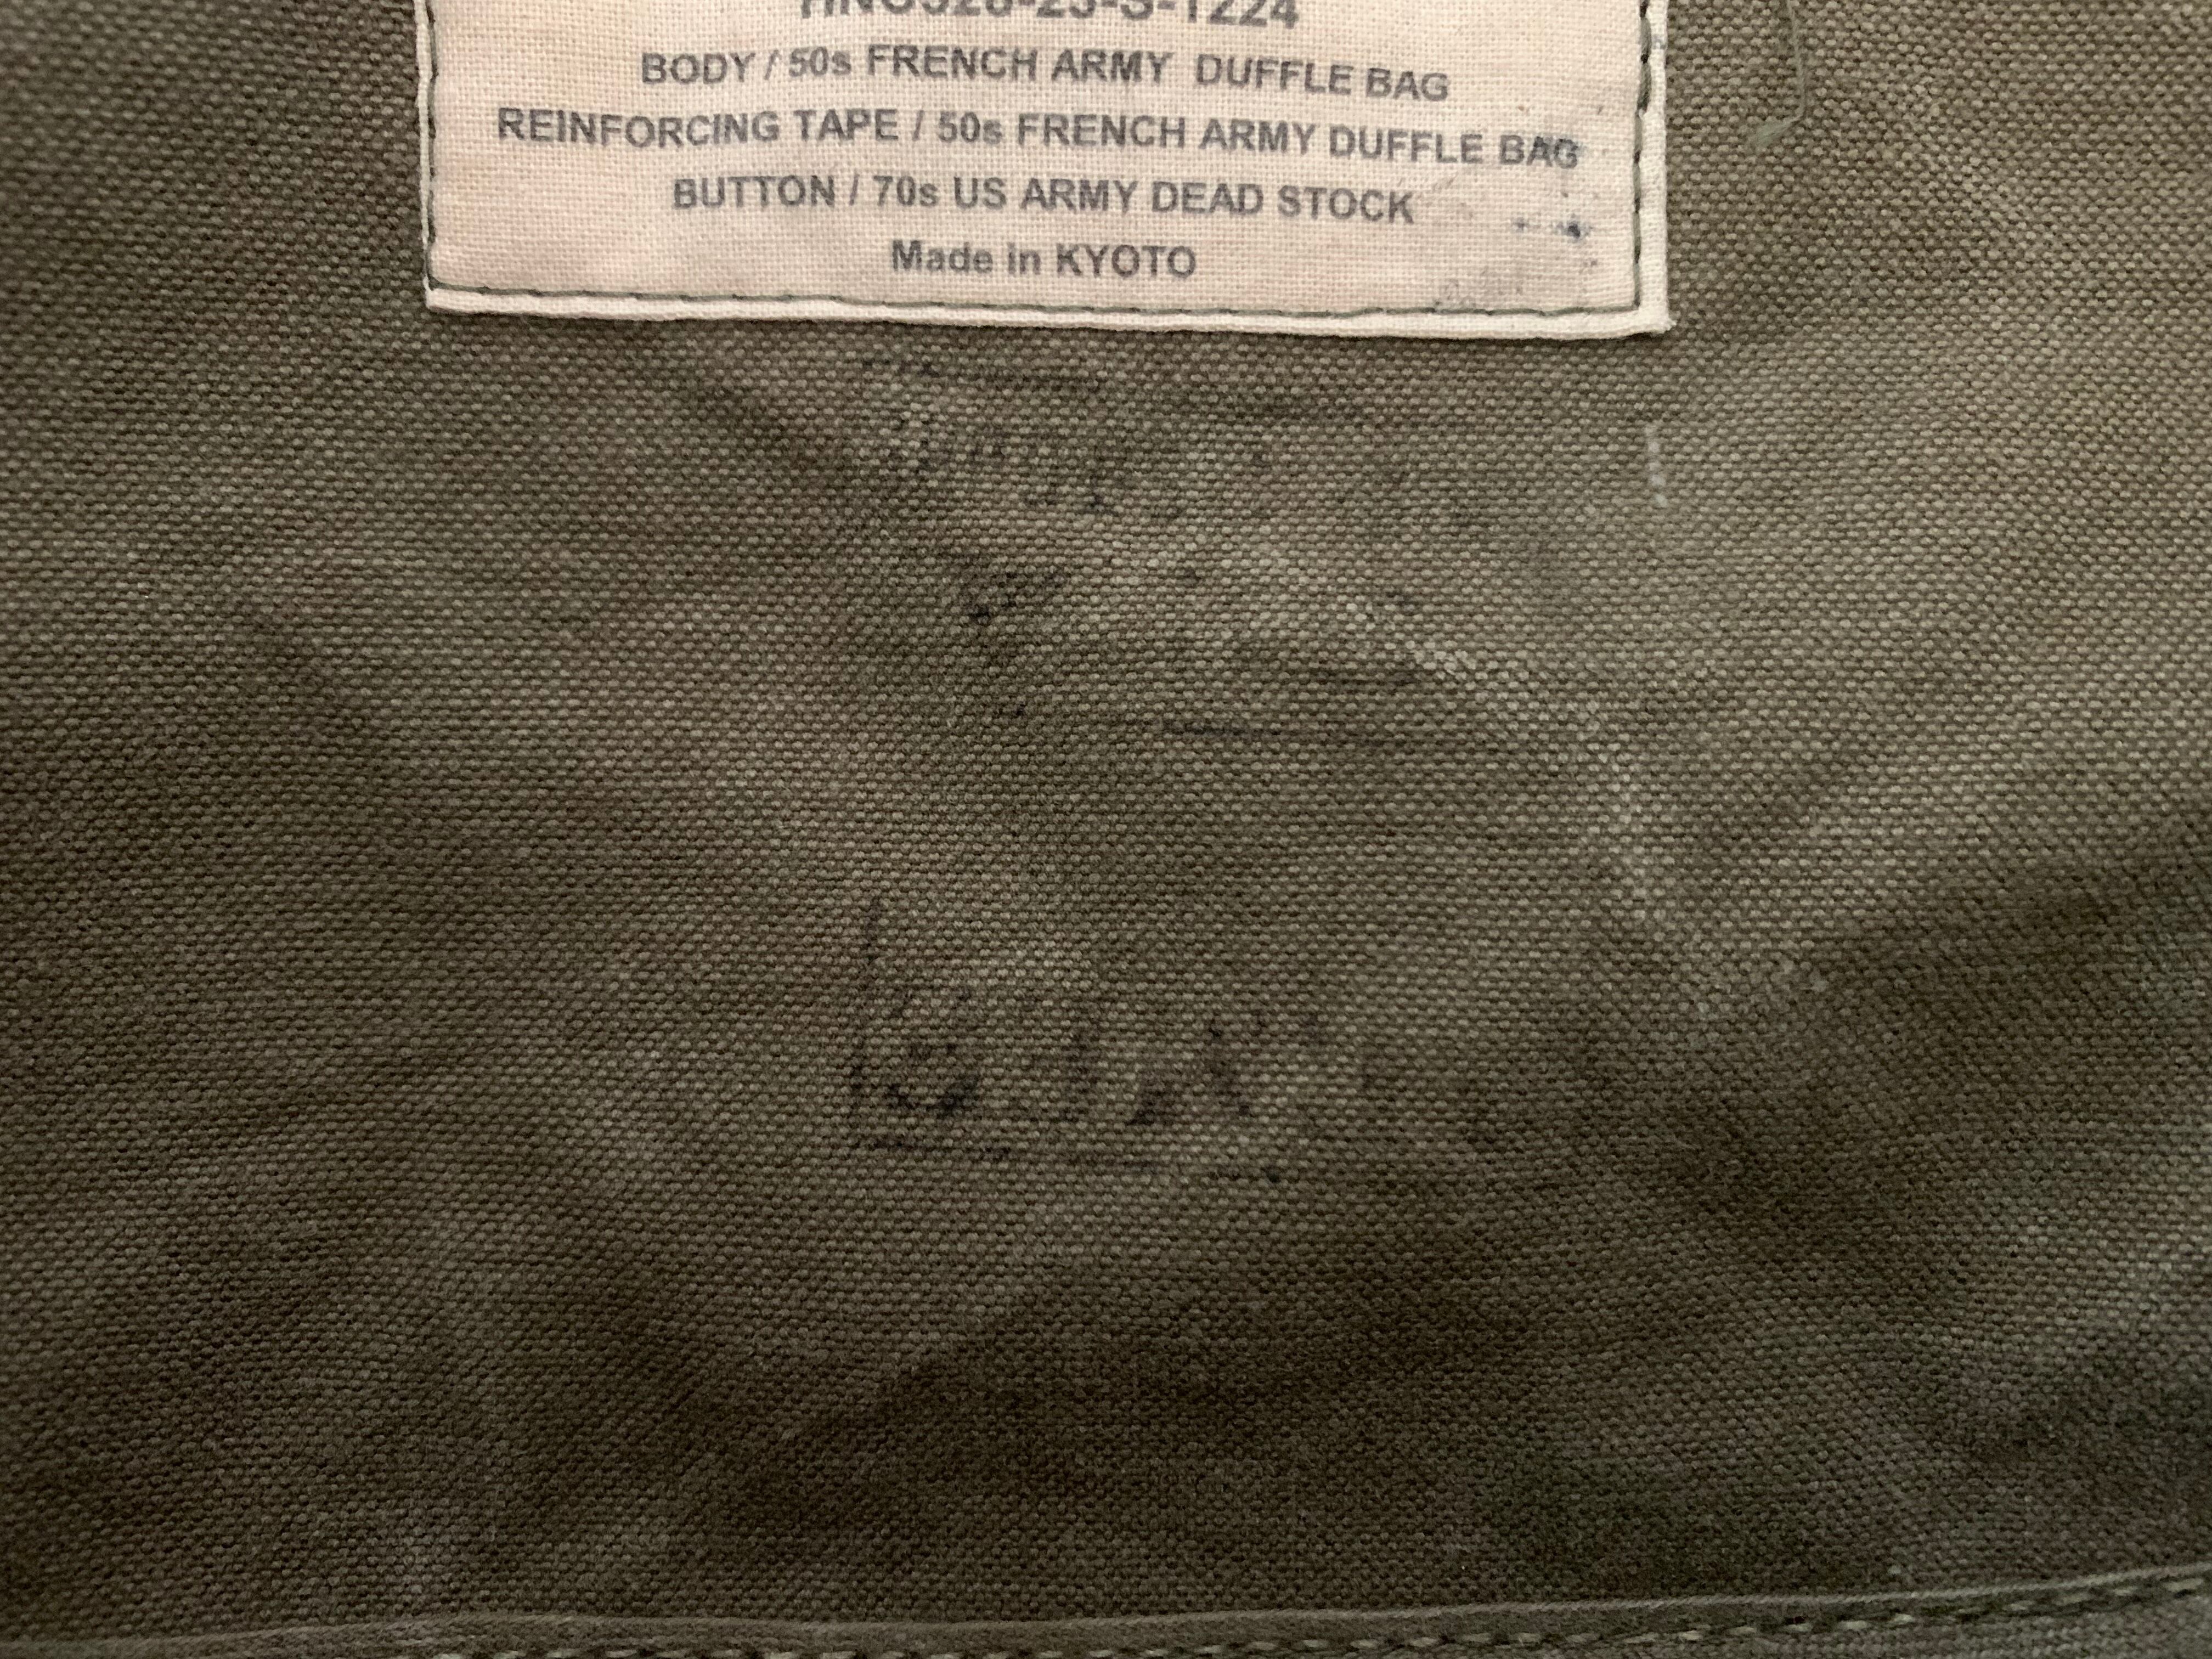 BODY / 50s FRENCH ARMY DUFFLE BAG
REINFORCING TAPE / 50s FRENCH ARMY DUFFLE BAG
BUTTON / 70s US ARMY DEAD STOCK
Made in KYOTO